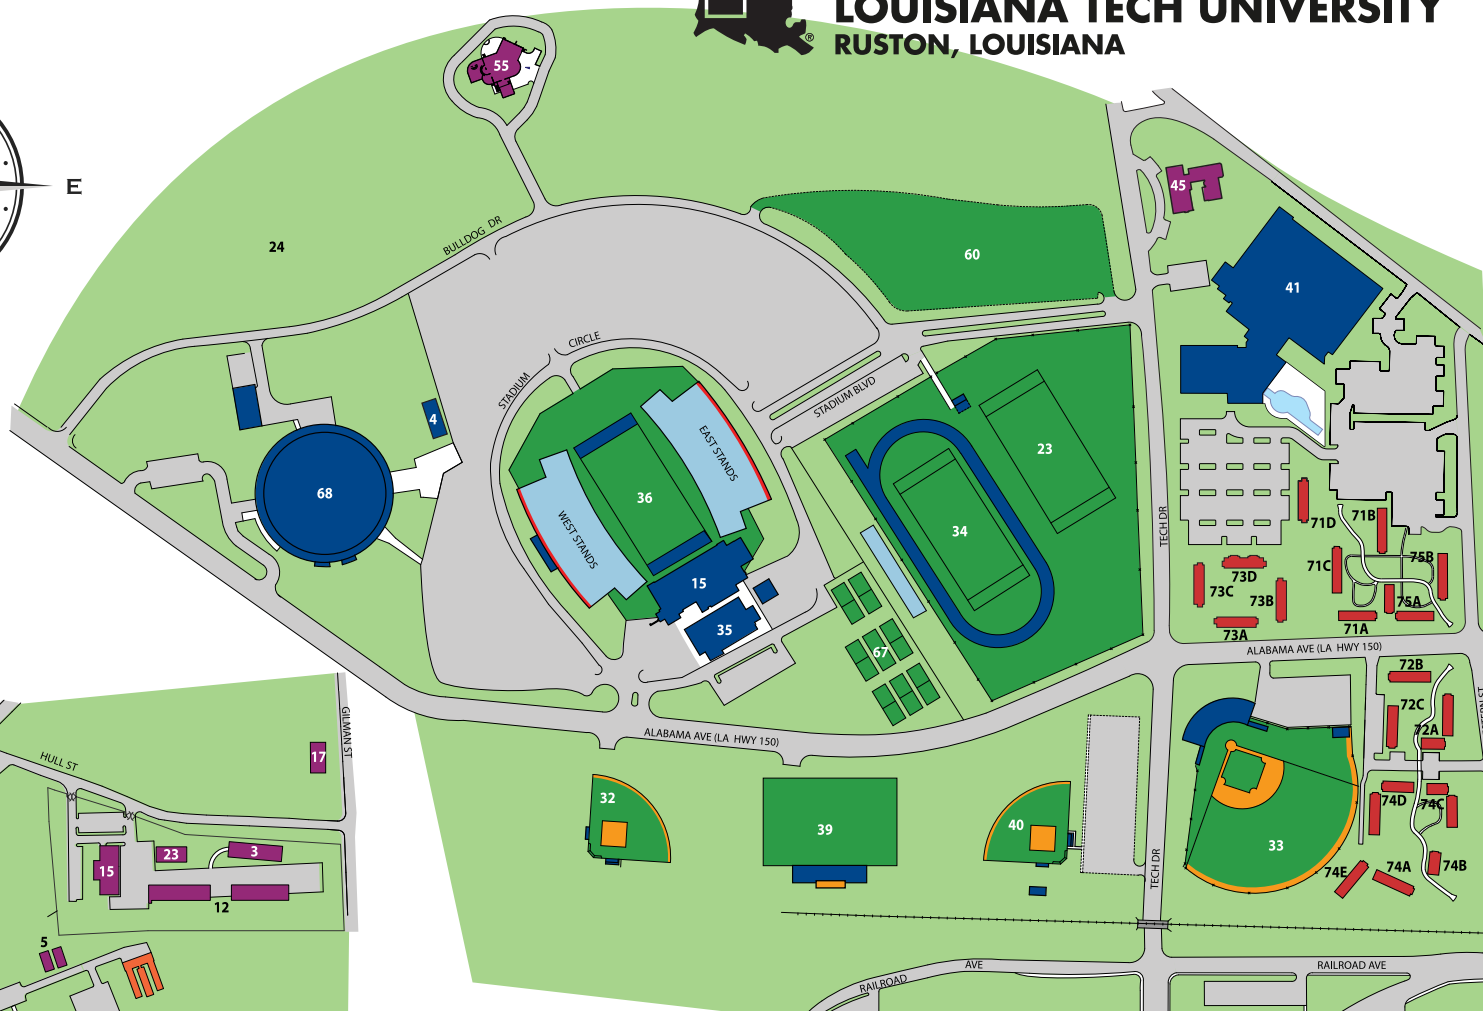 LOUISIANA TECH UNIVERSITY
®
RUSTON, LOUISIANA
55
E
45
24
BULLDOG DR
60
41
CIRCLE
STADIUM
STADIUM BLVD
4
EAST STANDS
23
68
36
WEST STANDS
34
TECH DR
71D
71B
71C
75B
73D
73C
73B
75A
15
35
73A
71A
67
ALABAMA AVE (LA HWY 150)
72B
72C
72A
GILMAN ST
ALABAMA AVE (LA HWY 150)
HULL ST
17
32
39
40
74D
74C
33
23
3
15
TECH DR
74E
74A
74B
12
5
AVE
RAILROAD
RAILROAD AVE